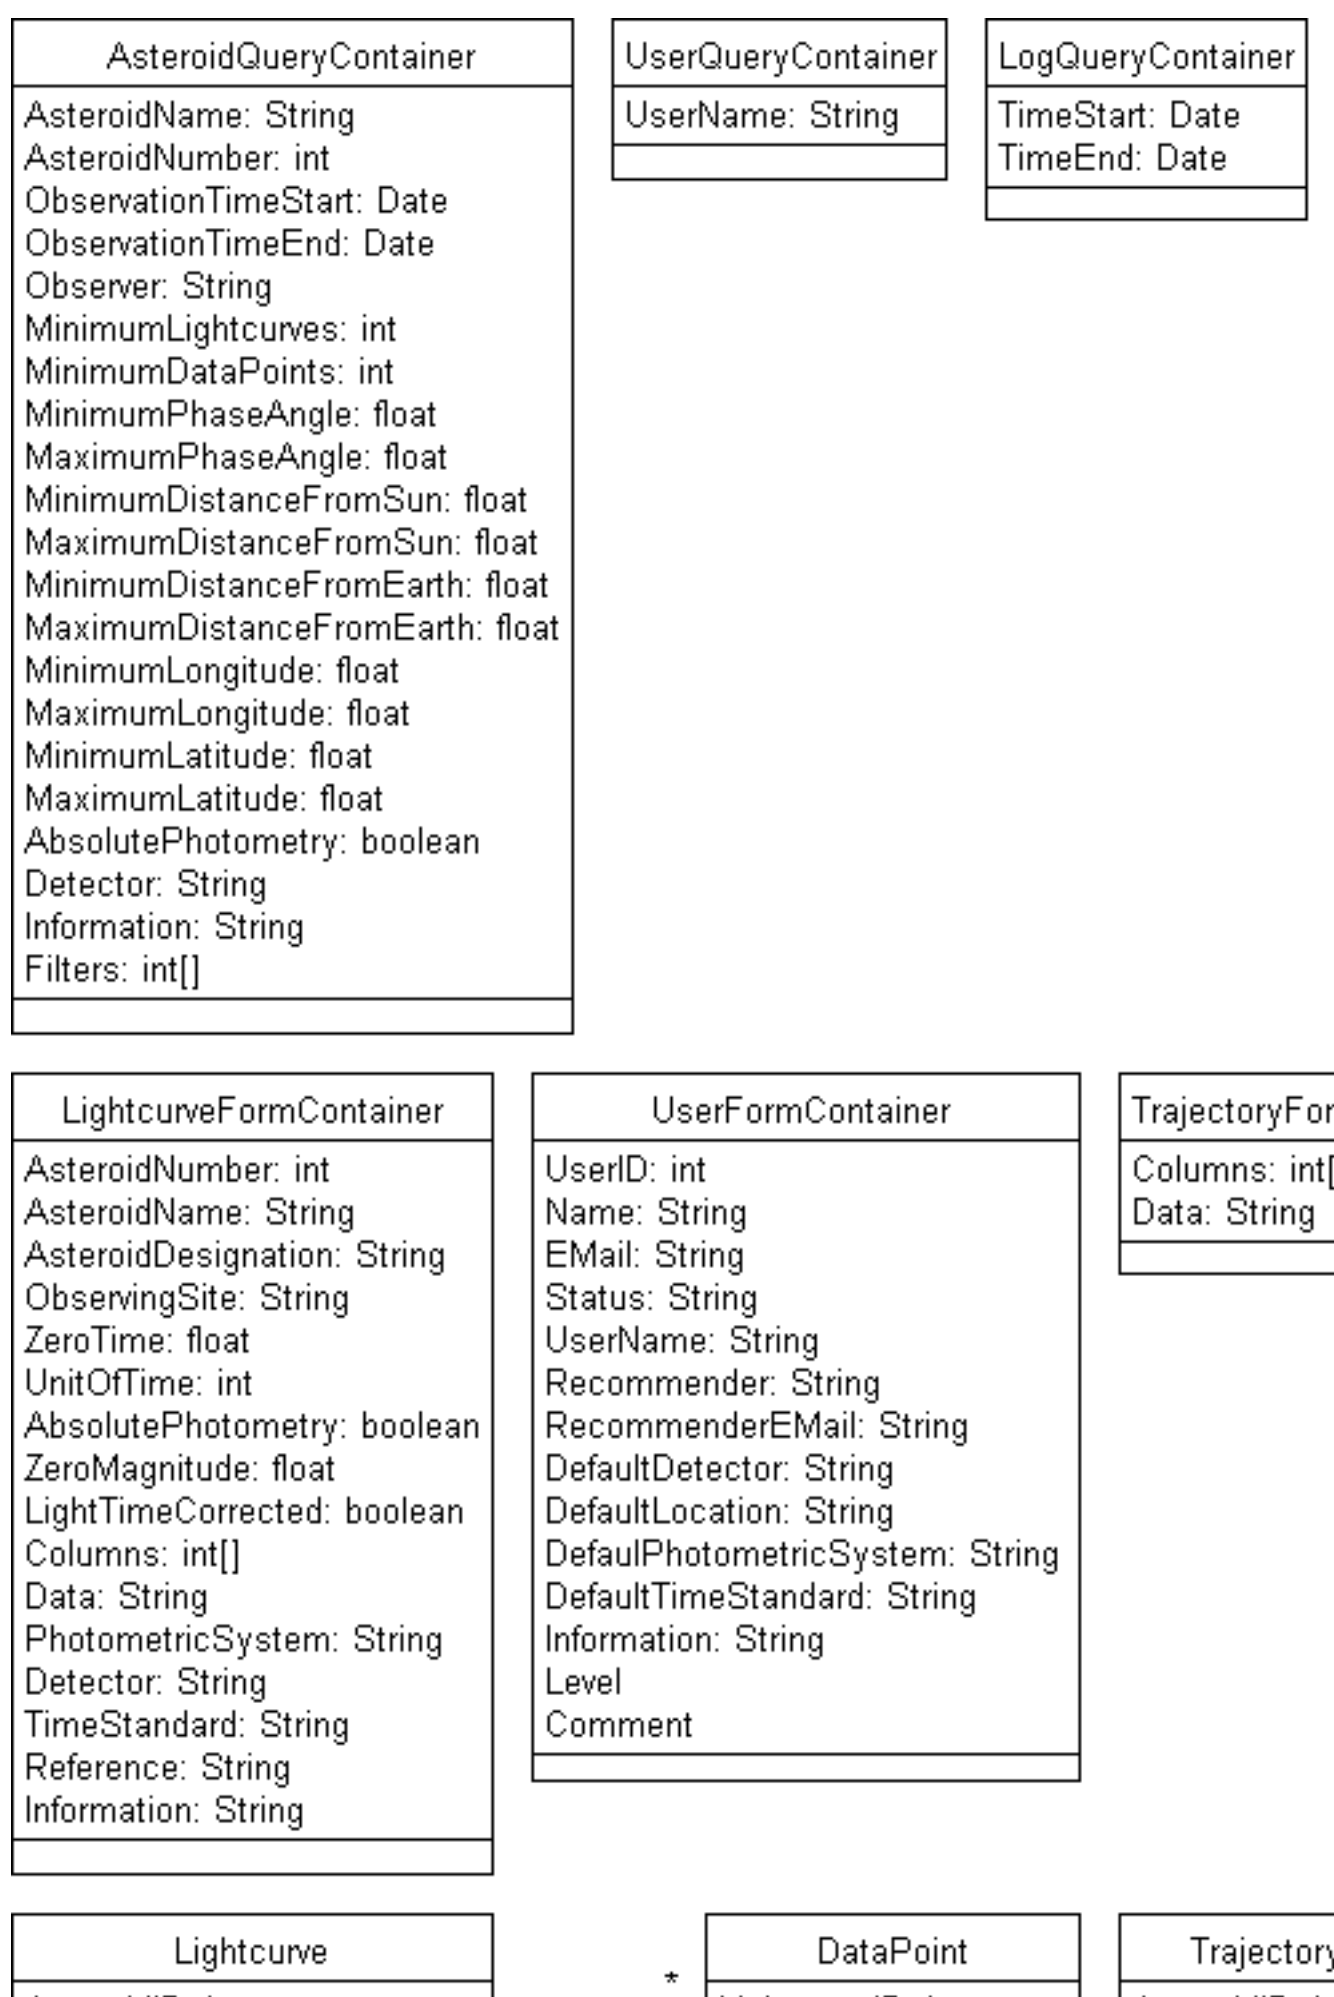 AsteroidQueryContainer
AsteroidName: String
AsteroidNumber: int
ObservationTimeStart: Date
ObservationTimeEnd: Date
Observer: String
MinimumLightcurves: int
MinimumDataPoints: int
MinimumPhaseAngle: float
MaximumPhaseAngle: float
MinimumDistanceFromSun: float
MaximumDistanceFromSun: float
MinimumDistanceFromEarth: float
MaximumDistanceFromEarth: float
MinimumLongitude: float
MaximumLongitude: float
MinimumLatitude: float
MaximumLatitude: float
AbsolutePhotometry: boolean
Detector: String
Information: String
Filters: int[]
UserQueryContainer
UserName: String
LogQueryContainer
TimeStart: Date
TimeEnd: Date
LightcurveFormContainer
AsteroidNumber: int
AsteroidName: String
AsteroidDesignation: String
ObservingSite: String
ZeroTime: float
UnitOfTime: int
AbsolutePhotometry: boolean
ZeroMagnitude: float
LightTimeCorrected: boolean
Columns: int[]
Data: String
PhotometricSystem: String
Detector: String
TimeStandard: String
Reference: String
Information: String
UserFormContainer
UserID: int
Name: String
EMail: String
Status: String
UserName: String
Recommender: String
RecommenderEMail: String
DefaultDetector: String
DefaultLocation: String
DefaulPhotometricSystem: String
DefaultTimeStandard: String
Information: String
Level
Comment
TrajectoryFor
Columns: int[
Data: String
Lightcurve
*
DataPoint
Trajectory